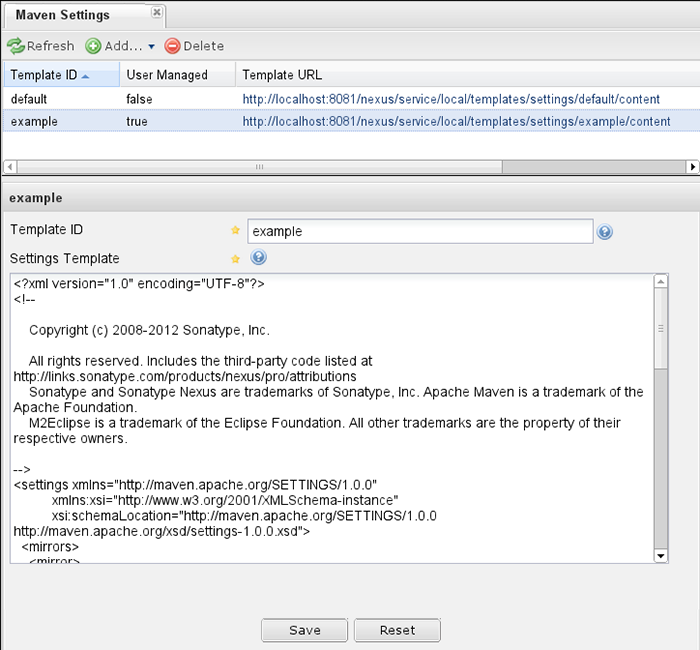 Maven Settings
Refresh Add... Delete
Template ID User Managed Template URL
default false http://localhost:8081/nexus/service/local/templates/settings/default/content
example true http://localhost:8081/nexus/service/local/templates/settings/example/content
example
Template ID example
Settings Template
<?xml version="1.0" encoding="UTF-8"?>
<!--
Copyright (c) 2008-2012 Sonatype, Inc.
All rights reserved. Includes the third-party code listed at
http://links.sonatype.com/products/nexus/pro/attributions
Sonatype and Sonatype Nexus are trademarks of Sonatype, Inc. Apache Maven is a trademark of the
Apache Foundation.
M2Eclipse is a trademark of the Eclipse Foundation. All other trademarks are the property of their
respective owners.
-->
<settings xmlns="http://maven.apache.org/SETTINGS/1.0.0"
xmlns:xsi="http://www.w3.org/2001/XMLSchema-instance"
xsi:schemaLocation="http://maven.apache.org/SETTINGS/1.0.0
http://maven.apache.org/xsd/settings-1.0.0.xsd">
<mirrors>
<mirror>
Save Reset